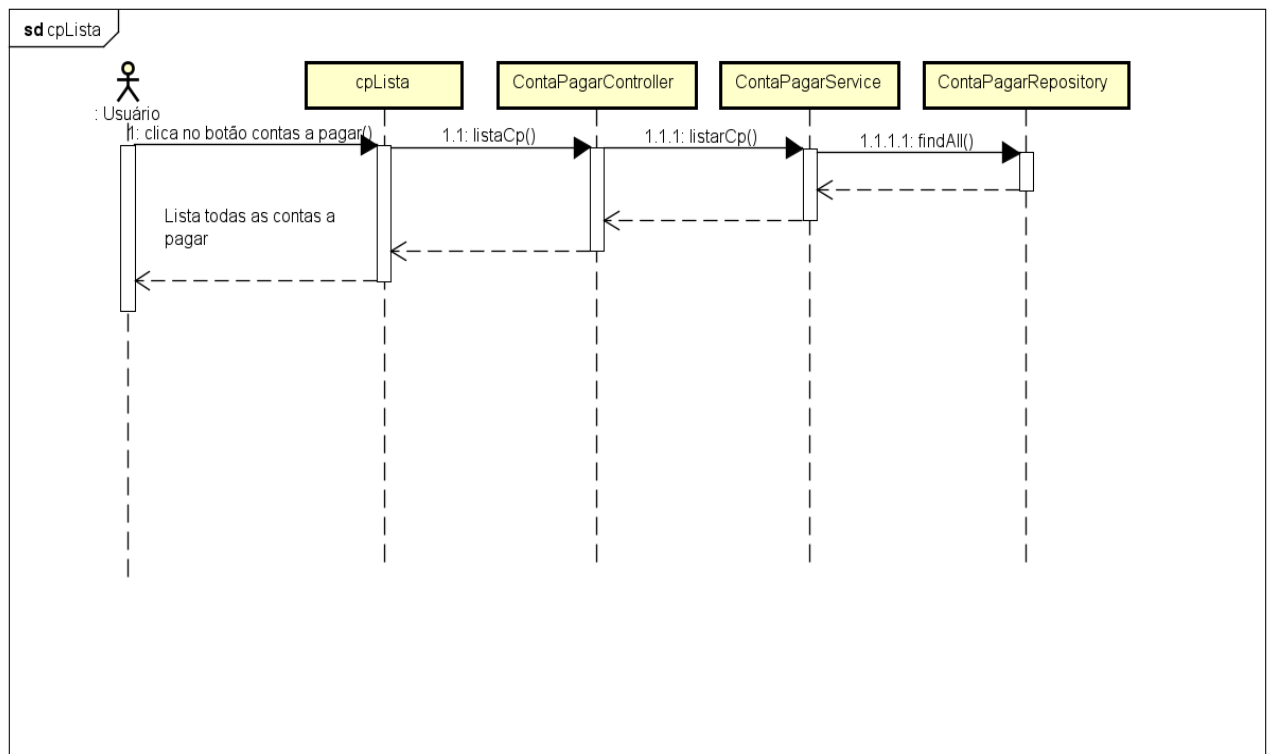 sd cpLista
: Usuário
cpLista
ContaPagarController
ContaPagarService
ContaPagarRepository
1: clica no botão contas a pagar()
1.1: listaCp()
1.1.1: listarCp()
1.1.1.1: findAll()
Lista todas as contas a
pagar